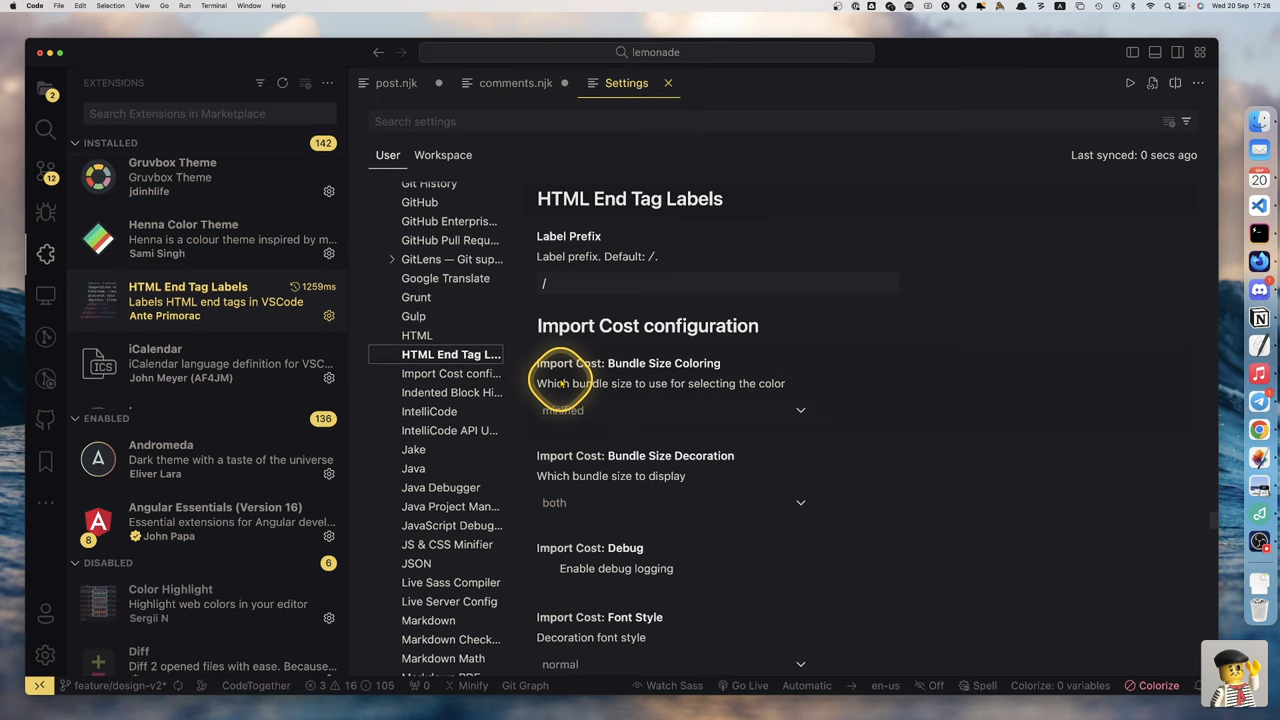 Code File Edit Selection View Go Run Terminal Window Help
Wed 20 Sep 17:26
lemonade
EXTENSIONS
post.njk
comments.njk
Settings
Search Extensions in Marketplace
Search settings
INSTALLED
142
User
Workspace
Last synced: 0 secs ago
Gruvbox Theme
Gruvbox Theme
jdinhlife
Henna Color Theme
Henna is a colour theme inspired by m...
Sami Singh
HTML End Tag Labels
1259ms
Labels HTML end tags in VSCode
Ante Primorac
iCalendar
iCalendar language definition for VSC...
John Meyer (AF4JM)
ENABLED
136
Andromeda
Dark theme with a taste of the universe
Eliver Lara
Angular Essentials (Version 16)
Essential extensions for Angular devel...
John Papa
8
DISABLED
6
Color Highlight
Highlight web colors in your editor
Sergii N
Diff
Diff 2 opened files with ease. Because...
2
12
Git History
GitHub
GitHub Enterpris...
GitHub Pull Requ...
GitLens — Git sup...
Google Translate
Grunt
Gulp
HTML
HTML End Tag L...
Import Cost confi...
Indented Block Hi...
IntelliCode
IntelliCode API U...
Jake
Java
Java Debugger
Java Project Man...
JavaScript Debug...
JS & CSS Minifier
JSON
Live Sass Compiler
Live Server Config
Markdown
Markdown Check...
Markdown Math
Markdown PDF
HTML End Tag Labels
Label Prefix
Label prefix. Default: /.
/
Import Cost configuration
Import Cost: Bundle Size Coloring
Which bundle size to use for selecting the color
minified
Import Cost: Bundle Size Decoration
Which bundle size to display
both
Import Cost: Debug
Enable debug logging
Import Cost: Font Style
Decoration font style
normal
feature/design-v2*
CodeTogether
3
16
105
0
Minify
Git Graph
Watch Sass
Go Live
Automatic
en-us
Off
Spell
Colorize: 0 variables
Colorize